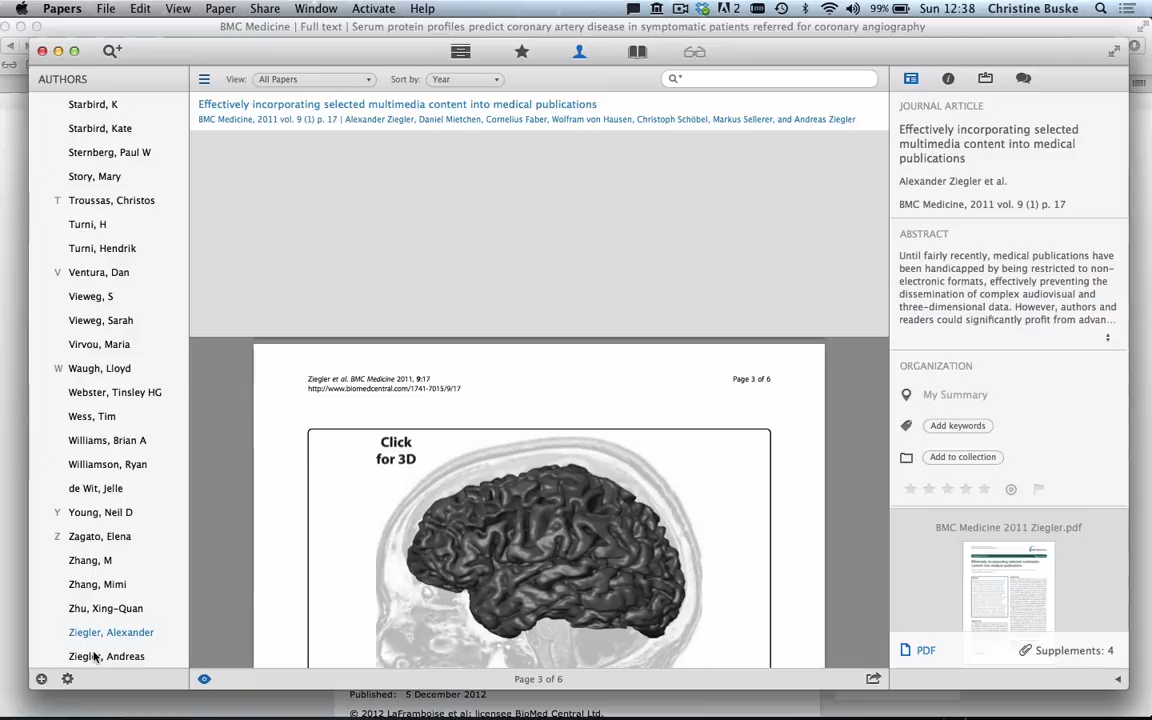 Papers File Edit View Paper Share Window Activate Help 2 99% Sun 12:38 Christine Buske
BMC Medicine | Full text | Serum protein profiles predict coronary artery disease in symptomatic patients referred for coronary angiography
AUTHORS
View: All Papers Sort by: Year
Starbird, K
Starbird, Kate
Sternberg, Paul W
Story, Mary
T Troussas, Christos
Turni, H
Turni, Hendrik
V Ventura, Dan
Vieweg, S
Vieweg, Sarah
Virvou, Maria
W Waugh, Lloyd
Webster, Tinsley HG
Wess, Tim
Williams, Brian A
Williamson, Ryan
de Wit, Jelle
Y Young, Neil D
Z Zagato, Elena
Zhang, M
Zhang, Mimi
Zhu, Xing-Quan
Ziegler, Alexander
Ziegler, Andreas
Effectively incorporating selected multimedia content into medical publications
BMC Medicine, 2011 vol. 9 (1) p. 17 | Alexander Ziegler, Daniel Mietchen, Cornelius Faber, Wolfram von Hausen, Christoph Schöbel, Markus Sellerer, and Andreas Ziegler
Ziegler et al. BMC Medicine 2011, 9:17
http://www.biomedcentral.com/1741-7015/9/17
Page 3 of 6
Click
for 3D
Page 3 of 6
JOURNAL ARTICLE
Effectively incorporating selected
multimedia content into medical
publications
Alexander Ziegler et al.
BMC Medicine, 2011 vol. 9 (1) p. 17
ABSTRACT
Until fairly recently, medical publications have
been handicapped by being restricted to non-
electronic formats, effectively preventing the
dissemination of complex audiovisual and
three-dimensional data. However, authors and
readers could significantly profit from advan...
ORGANIZATION
My Summary
Add keywords
Add to collection
BMC Medicine 2011 Ziegler.pdf
PDF Supplements: 4
Published: 5 December 2012
© 2012 LaFramboise et al; licensee BioMed Central Ltd.